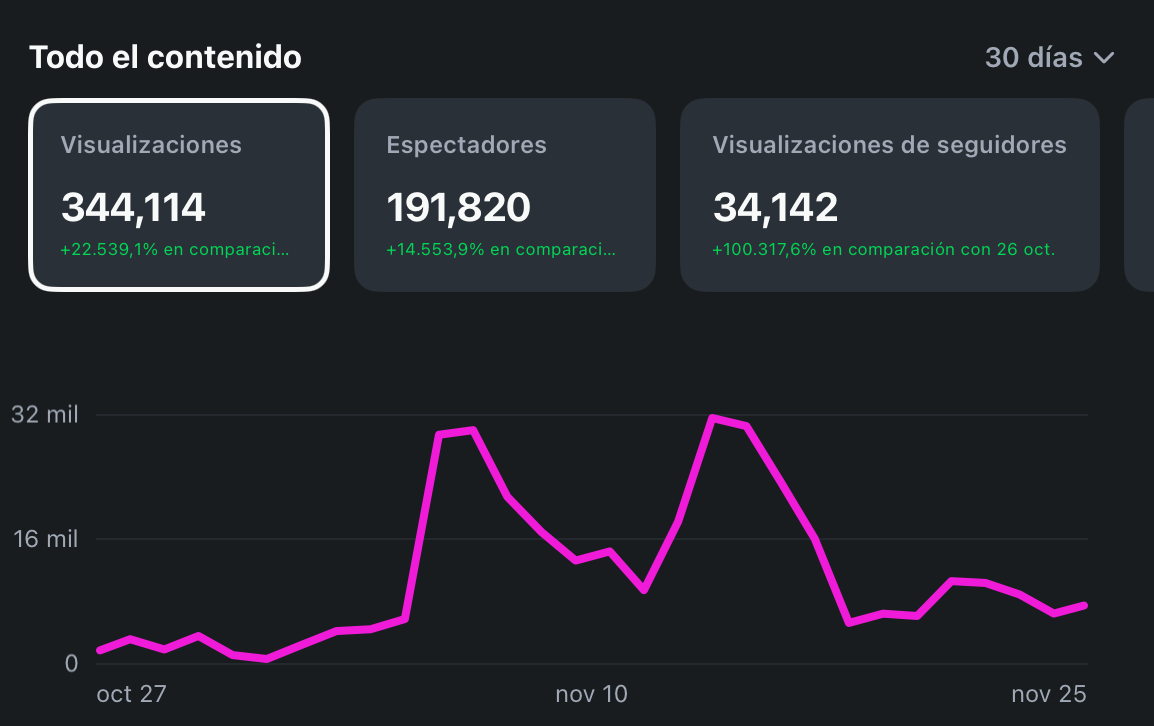 Todo el contenido
30 días
Visualizaciones
344,114
+22.539,1% en comparaci...
Espectadores
191,820
+14.553,9% en comparaci...
Visualizaciones de seguidores
34,142
+100.317,6% en comparación con 26 oct.
32 mil
16 mil
0
oct 27
nov 10
nov 25